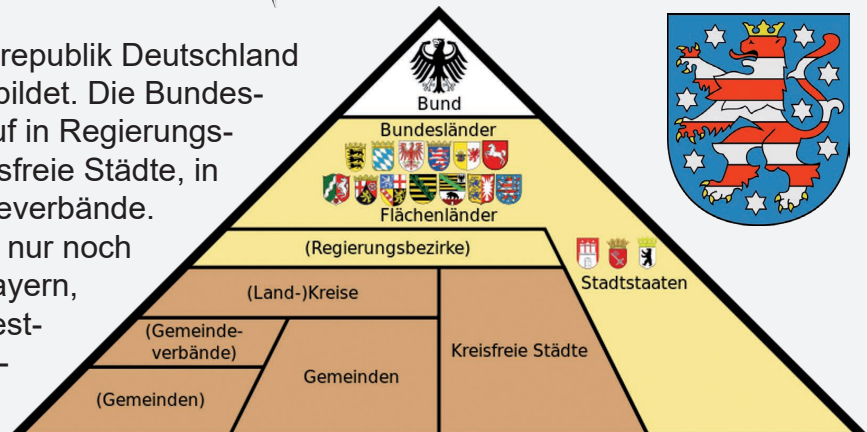 republik Deutschland
bildet. Die Bundes-
uf in Regierungs-
sfreie Städte, in
everbände.
nur noch
ayern,
est-
-
Bund
Bundesländer
Flächenländer
(Regierungsbezirke)
Stadtstaaten
(Land-)Kreise
(Gemeinde-
verbände)
Kreisfreie Städte
Gemeinden
(Gemeinden)